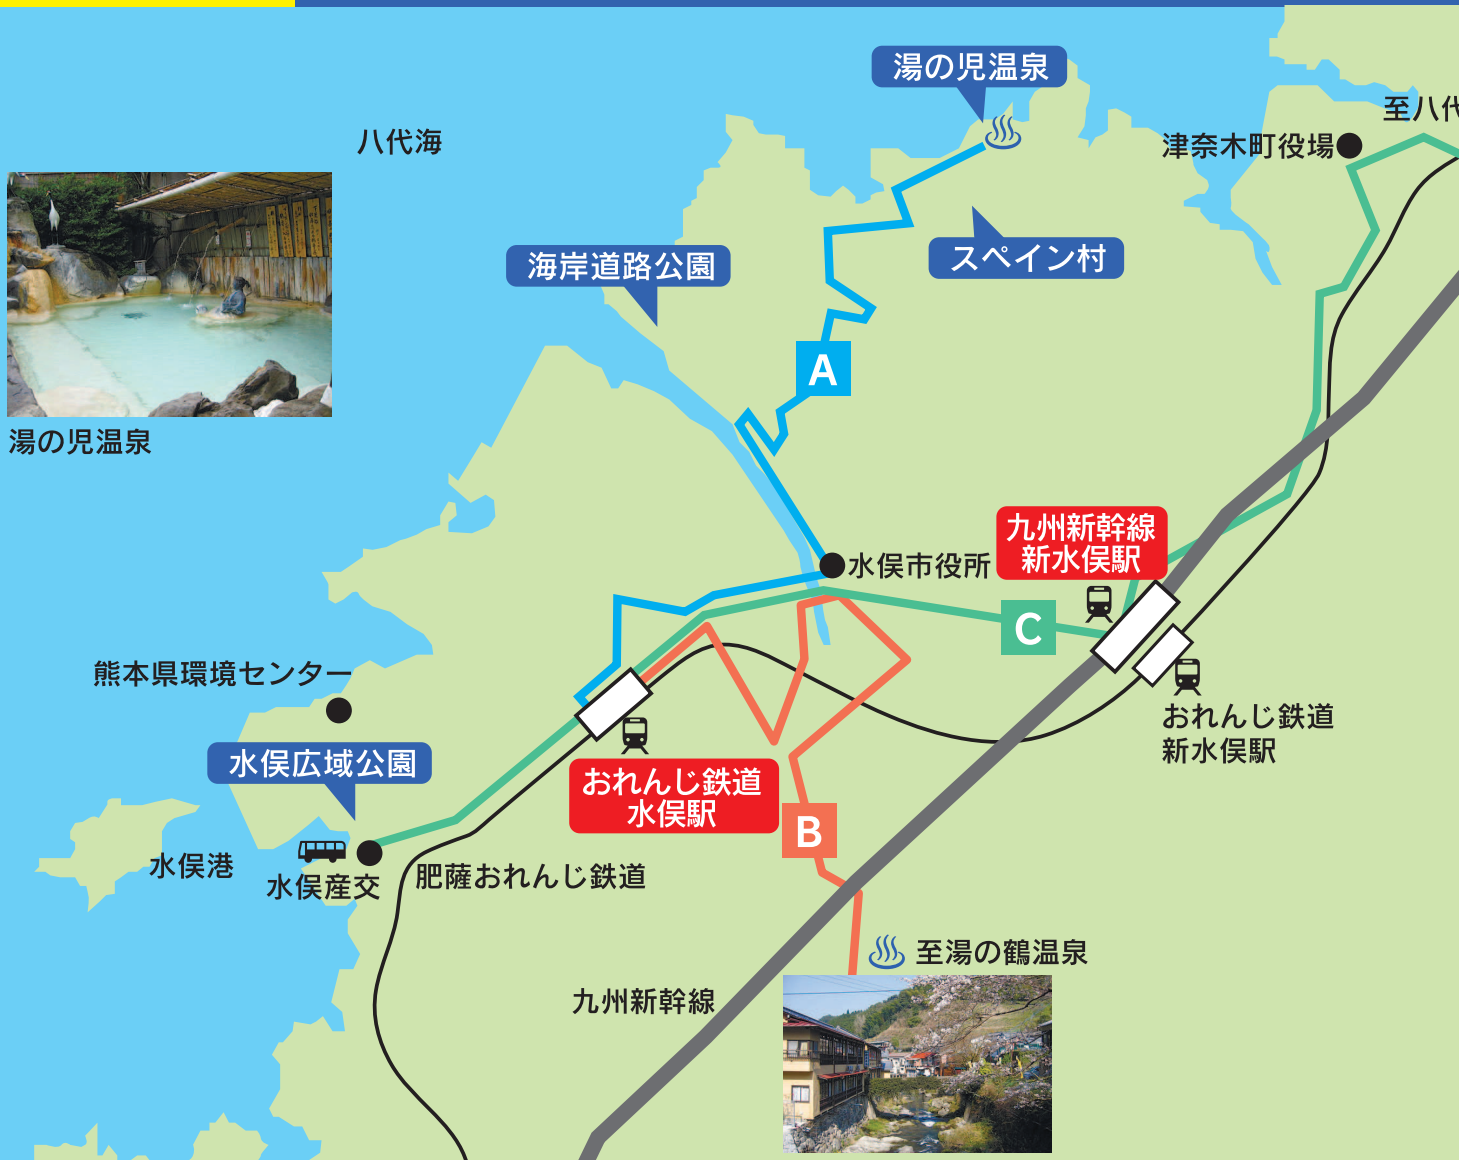 湯の児温泉
至八代
八代海
津奈木町役場
海岸道路公園
スペイン村
A
湯の児温泉
九州新幹線
新水俣駅
水俣市役所
C
熊本県環境センター
おれんじ鉄道
新水俣駅
水俣広域公園
おれんじ鉄道
水俣駅
B
水俣港
水俣産交
肥薩おれんじ鉄道
至湯の鶴温泉
九州新幹線